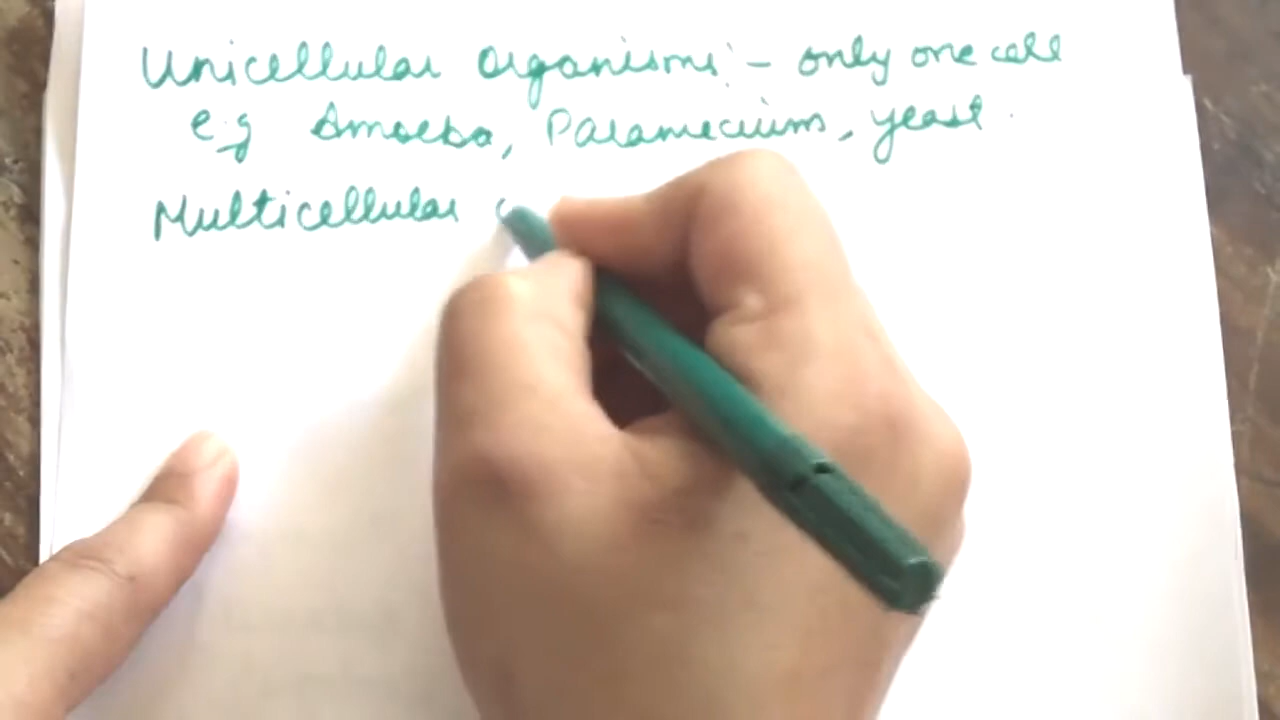 Unicellular Organisms:- only one cell
e.g Amoeba, Paramecium, yeast.
Multicellular o